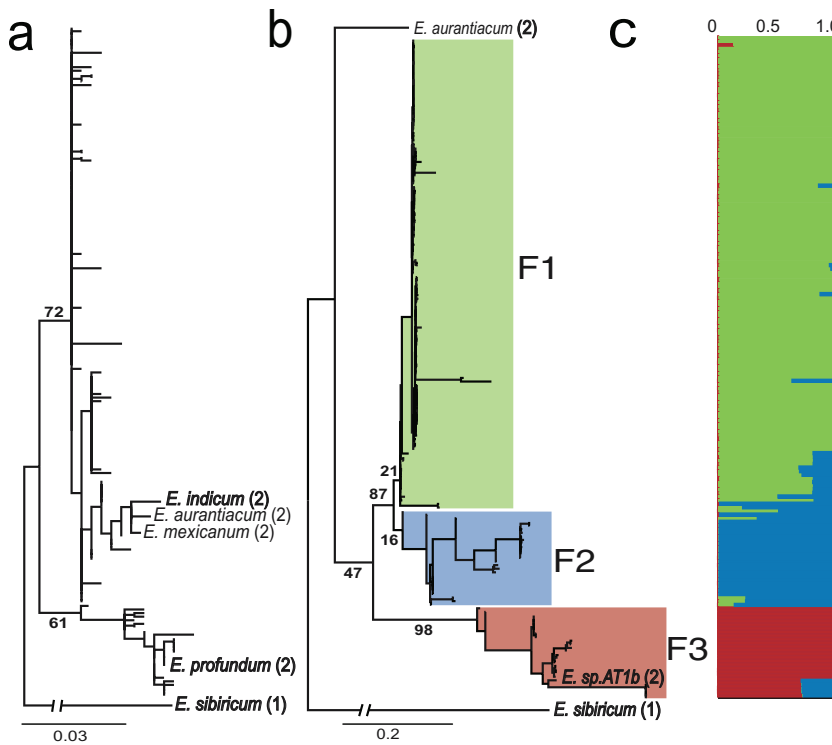 a
72
E. indicum (2)
E. aurantiacum (2)
E. mexicanum (2)
61
E. profundum (2)
E. sibiricum (1)
0.03
b
E. aurantiacum (2)
F1
21
87
16
F2
47
98
F3
E. sp.AT1b (2)
E. sibiricum (1)
0.2
c
0 0.5 1.0